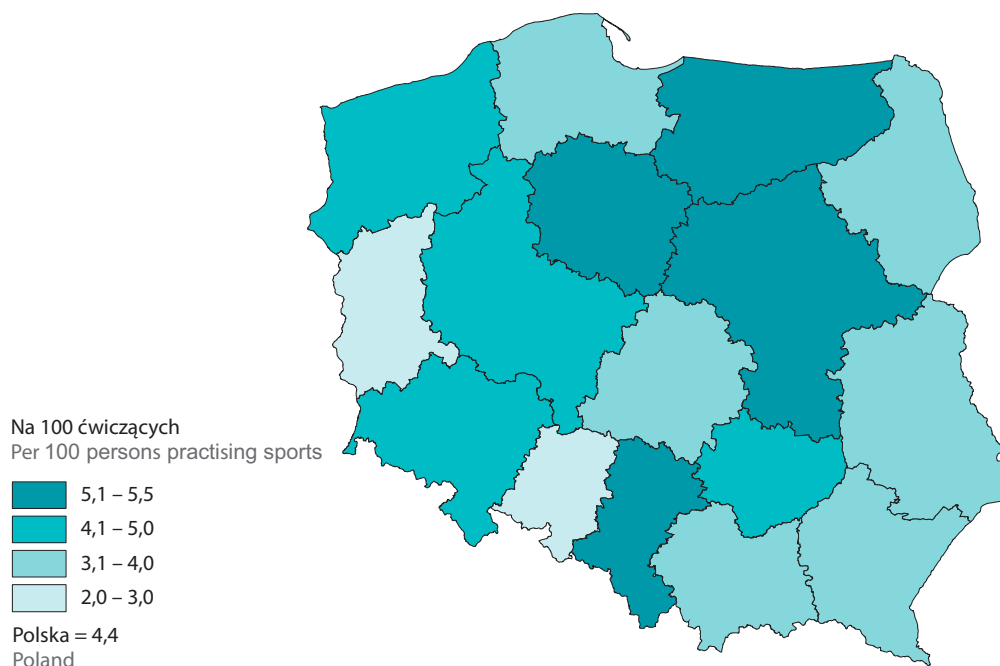 Na 100 ćwiczących
Per 100 persons practising sports
5,1 – 5,5
4,1 – 5,0
3,1 – 4,0
2,0 – 3,0
Polska = 4,4
Poland